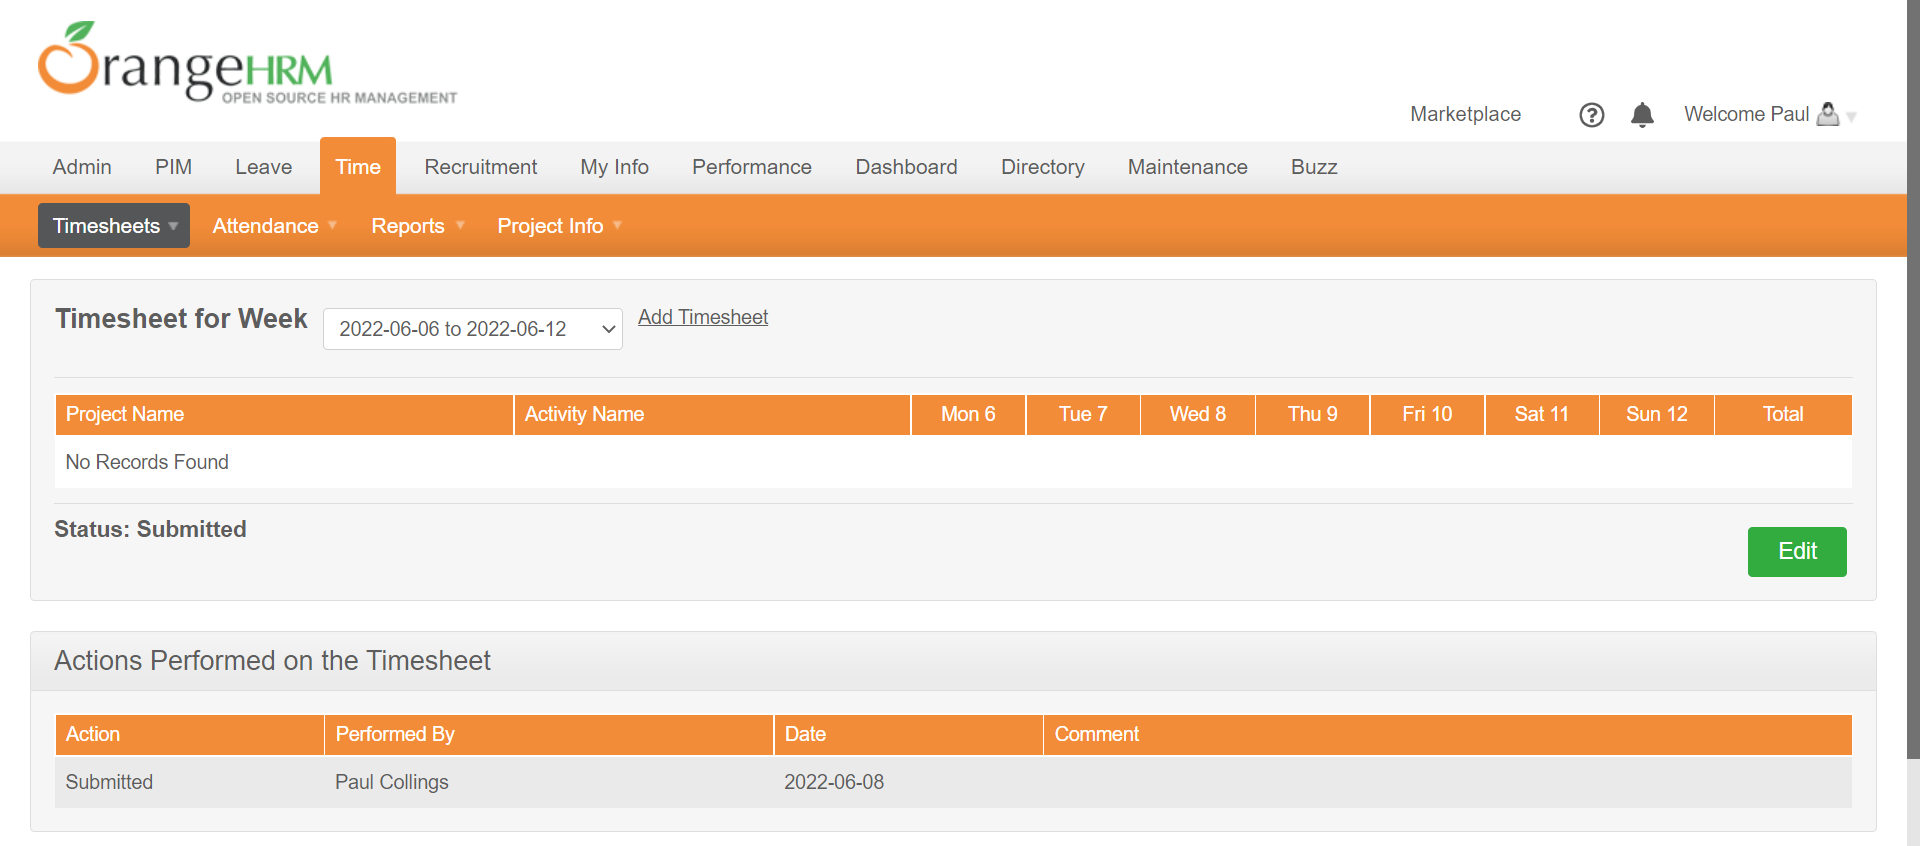 OrangeHRM
OPEN SOURCE HR MANAGEMENT
Marketplace Welcome Paul
Admin PIM Leave Time Recruitment My Info Performance Dashboard Directory Maintenance Buzz
Timesheets Attendance Reports Project Info
Timesheet for Week 2022-06-06 to 2022-06-12 Add Timesheet
Project Name Activity Name Mon 6 Tue 7 Wed 8 Thu 9 Fri 10 Sat 11 Sun 12 Total
No Records Found
Status: Submitted
Edit
Actions Performed on the Timesheet
Action Performed By Date Comment
Submitted Paul Collings 2022-06-08